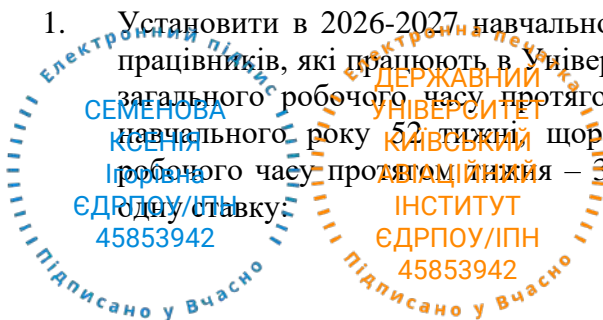 1. Установити в 2026-2027 навчально
працівників, які працюють в Універ
загального робочого часу протяго
навчального року 52 тижні, щор
робочого часу протягом тижня – З
одну ставку:
Електронний підпис
СЕМЕНОВА
КСЕНІЯ
Ігорівна
ЄДРПОУ/ІПН
45853942
Підписано у Вчасно
Електронна печатка
ДЕРЖАВНИЙ
УНІВЕРСИТЕТ
КИЇВСЬКИЙ
АВІАЦІЙНИЙ
ІНСТИТУТ
ЄДРПОУ/ІПН
45853942
Підписано у Вчасно